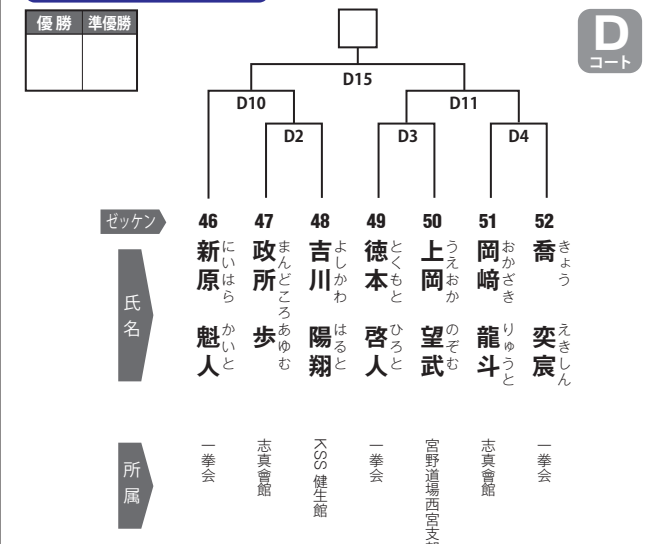 優勝 準優勝
D
コート
D15
D10
D11
D2
D3
D4
ゼッケン
46 47 48 49 50 51 52
氏名
新原 魁人
にいはら かいと
政所 歩
まんどころ あゆむ
吉川 陽翔
よしかわ はると
徳本 啓人
とくもと ひろと
上岡 望武
うえおか のぞむ
岡﨑 龍斗
おかざき りゅうと
喬 奕宸
きょう えきしん
所属
一拳会
志真會館
KSS 健生館
一拳会
宮野道場西宮支部
志真會館
一拳会